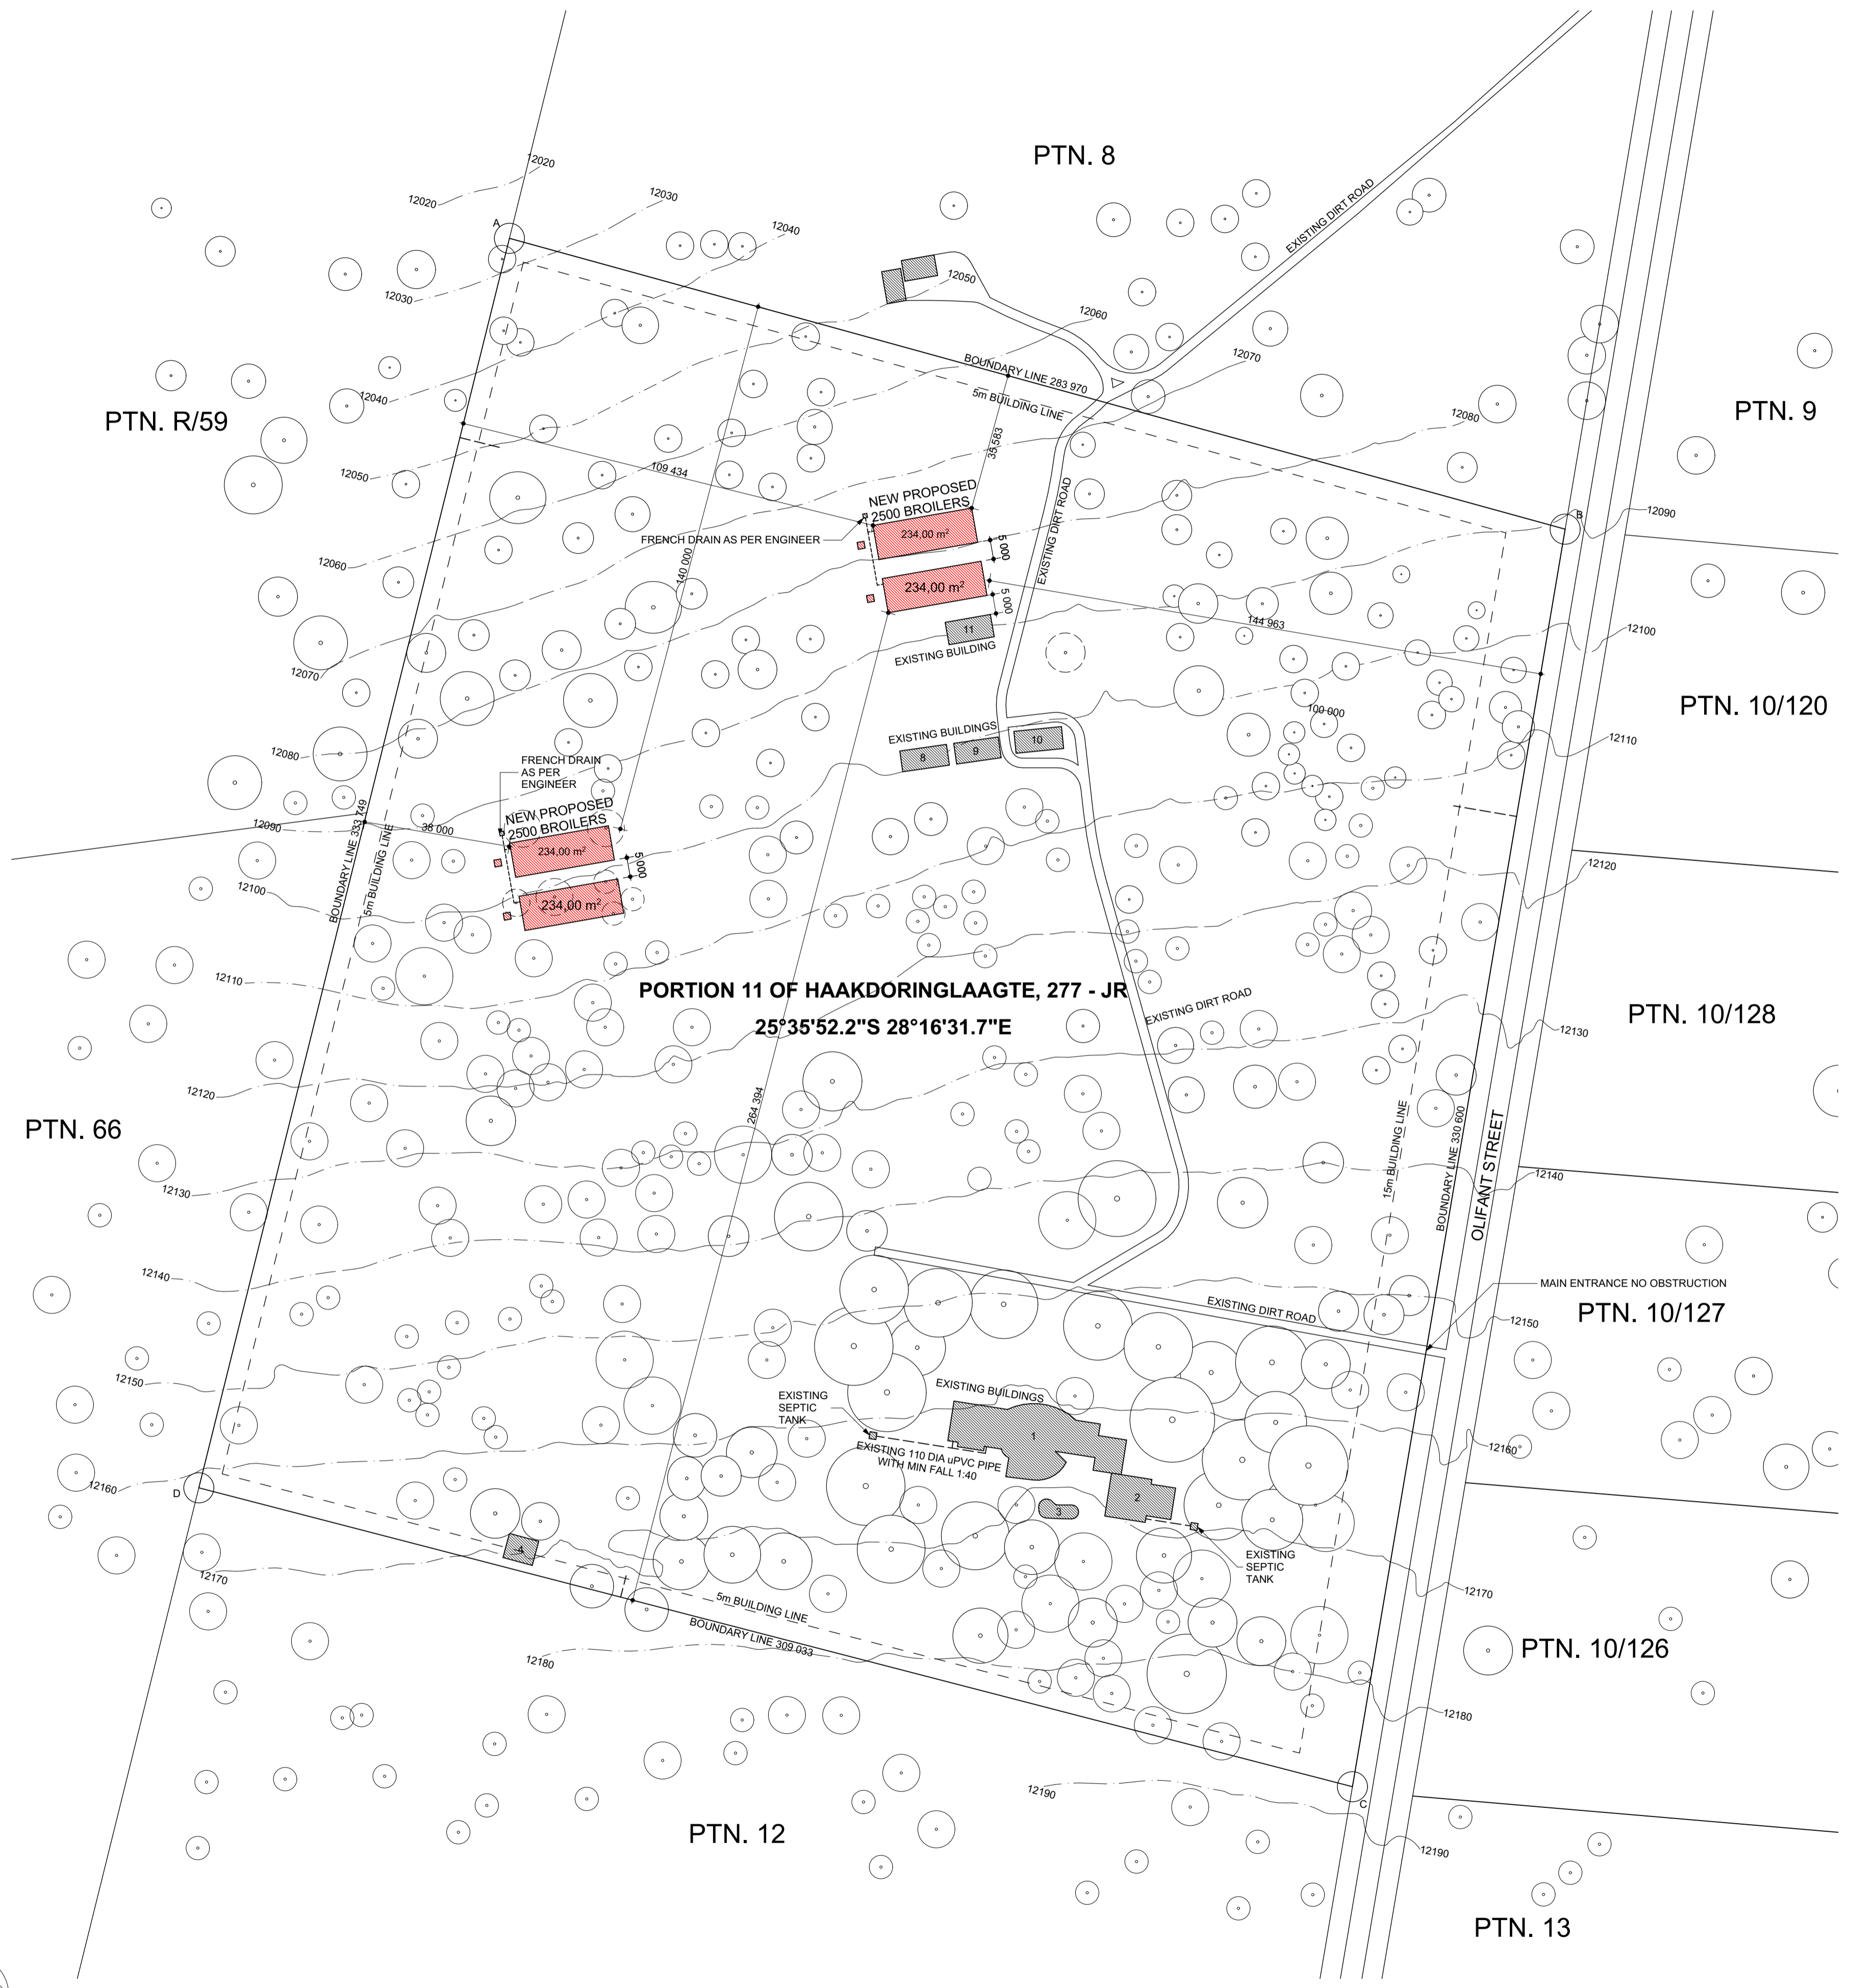 PTN. 8
EXISTING DIRT ROAD
12020
12020
12030
12040
A
12030
12050
12060
12070
BOUNDARY LINE 283 970
5m BUILDING LINE
12040
12080
PTN. R/59
PTN. 9
35 583
12050
109 434
NEW PROPOSED
2500 BROILERS
234,00 m²
FRENCH DRAIN AS PER ENGINEER
5 000
EXISTING DIRT ROAD
B
12090
12060
140 000
234,00 m²
5 000
144 963
11
EXISTING BUILDING
12100
12070
PTN. 10/120
100 000
EXISTING BUILDINGS
8
9
10
12110
12080
FRENCH DRAIN
AS PER
ENGINEER
NEW PROPOSED
2500 BROILERS
234,00 m²
5 000
234,00 m²
38 000
12090
BOUNDARY LINE 333 749
5m BUILDING LINE
12120
12100
12110
PORTION 11 OF HAAKDORINGLAAGTE, 277 - JR
25°35'52.2"S 28°16'31.7"E
EXISTING DIRT ROAD
PTN. 10/128
12130
12120
264 394
PTN. 66
15m BUILDING LINE
BOUNDARY LINE 330 600
OLIFANT STREET
12130
12140
12140
MAIN ENTRANCE NO OBSTRUCTION
EXISTING DIRT ROAD
PTN. 10/127
12150
12150
EXISTING BUILDINGS
EXISTING
SEPTIC
TANK
1
EXISTING 110 DIA uPVC PIPE
WITH MIN FALL 1:40
12160
12160
D
2
3
4
EXISTING
SEPTIC
TANK
12170
12170
5m BUILDING LINE
BOUNDARY LINE 309 033
12180
PTN. 10/126
12180
12190
C
PTN. 12
12190
PTN. 13